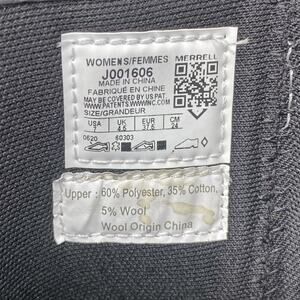 WOMENS/FEMMES MERRELL
J001606
MADE IN CHINA
FABRIQUÉ EN CHINE
MAY BE COVERED BY U.S. PAT.
WWW.PATENTS.WWWINC.COM
SIZE/GRANDEUR
USA UK EUR CM
7 4.5 37.5 24
0620 60303
Upper : 60% Polyester, 35% Cotton,
5% Wool
Wool Origin China